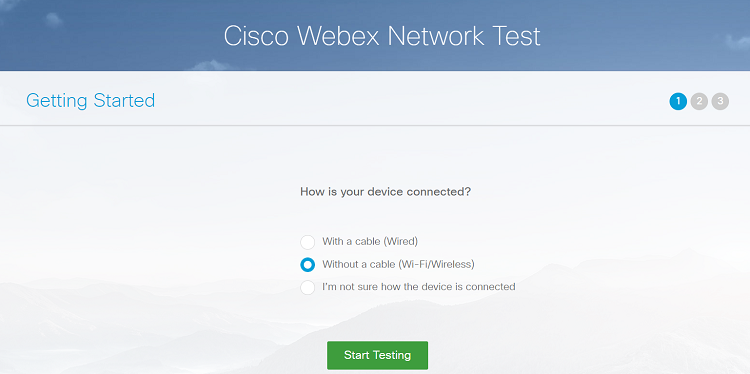 Cisco Webex Network Test
Getting Started
1 2 3
How is your device connected?
With a cable (Wired)
Without a cable (Wi-Fi/Wireless)
I'm not sure how the device is connected
Start Testing